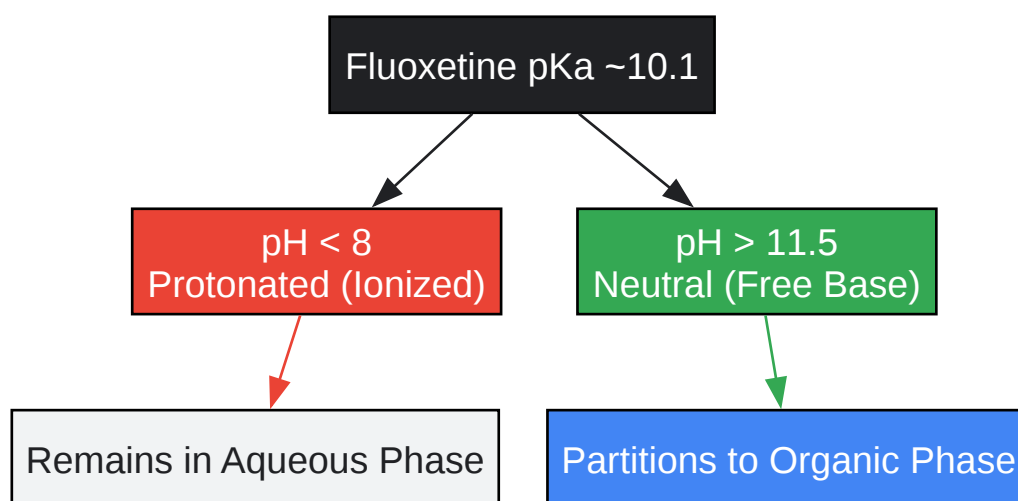 Fluoxetine pKa ~10.1
pH < 8
Protonated (Ionized)
pH > 11.5
Neutral (Free Base)
Remains in Aqueous Phase
Partitions to Organic Phase